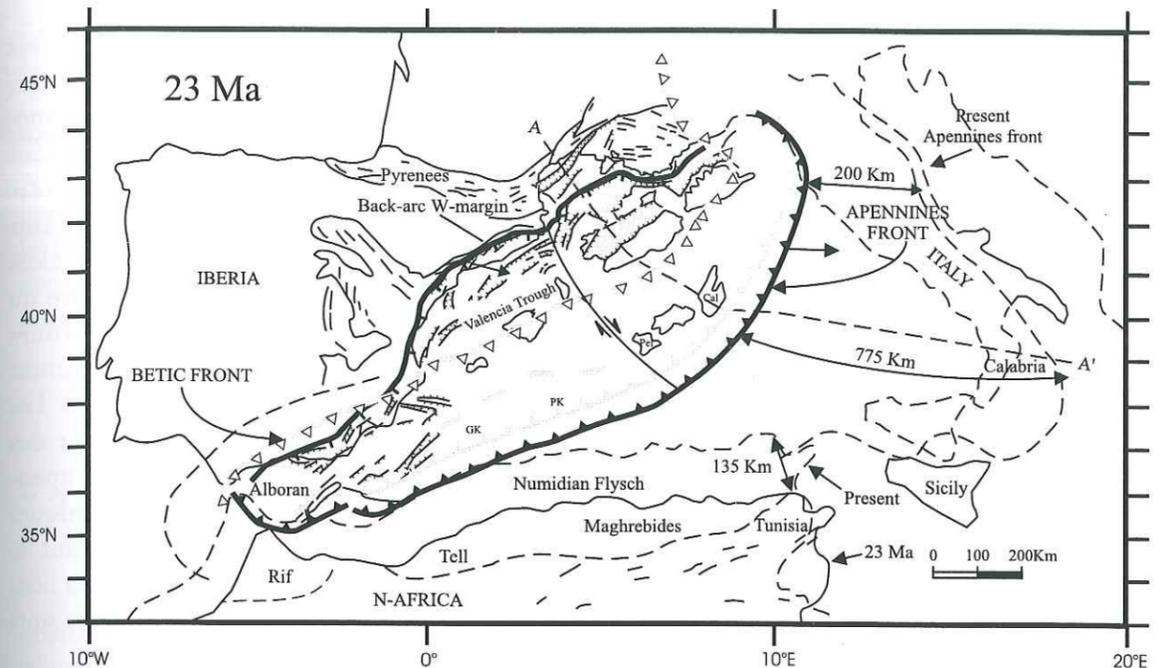 45°N
23 Ma
A
Present
Apennines front
Pyrenees
200 Km
Back-arc W-margin
APENNINES
FRONT
IBERIA
ITALY
Cal
40°N
Valencia Trough
Pe
775 Km
A'
Calabria
BETIC FRONT
PK
GK
135 Km
Alboran
Numidian Flysch
Present
Sicily
Maghrebides
Tunisia
35°N
Tell
23 Ma
0 100 200Km
Rif
N-AFRICA
10°W
0°
10°E
20°E